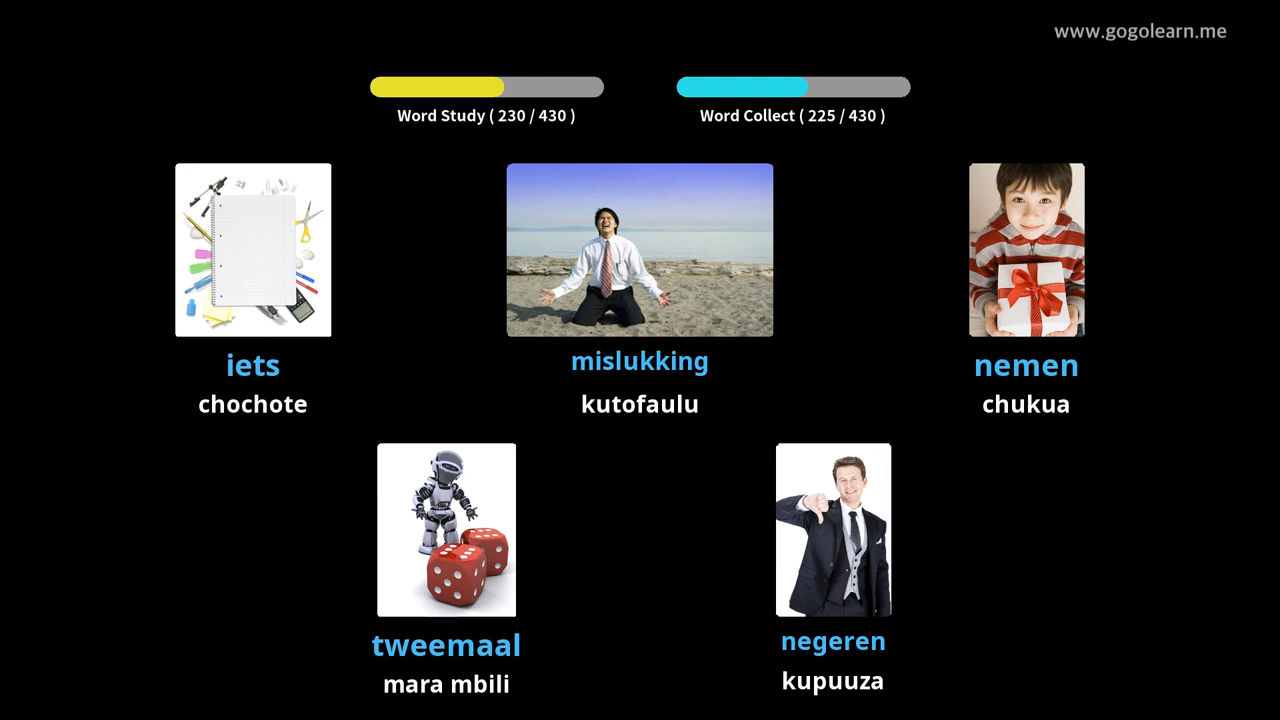 www.gogolearn.me
Word Study ( 230 / 430 )
Word Collect ( 225 / 430 )
iets
chochote
mislukking
kutofaulu
nemen
chukua
tweemaal
mara mbili
negeren
kupuuza